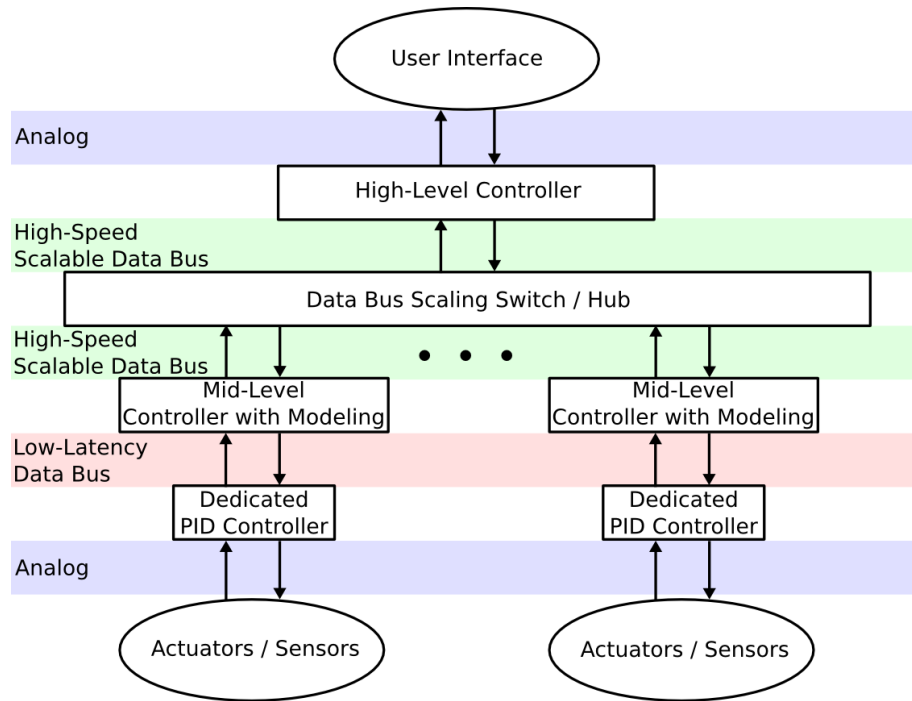 User Interface
Analog
High-Level Controller
High-Speed
Scalable Data Bus
Data Bus Scaling Switch / Hub
High-Speed
Scalable Data Bus
Mid-Level
Controller with Modeling
Mid-Level
Controller with Modeling
Low-Latency
Data Bus
Dedicated
PID Controller
Dedicated
PID Controller
Analog
Actuators / Sensors
Actuators / Sensors